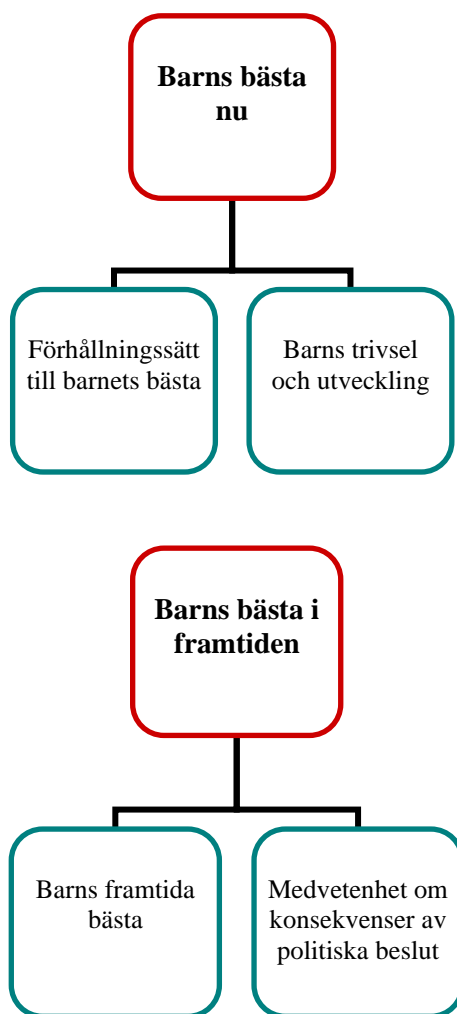 Barns bästa
nu
Förhållningssätt
till barnets bästa
Barns trivsel
och utveckling
Barns bästa i
framtiden
Barns framtida
bästa
Medvetenhet om
konsekvenser av
politiska beslut